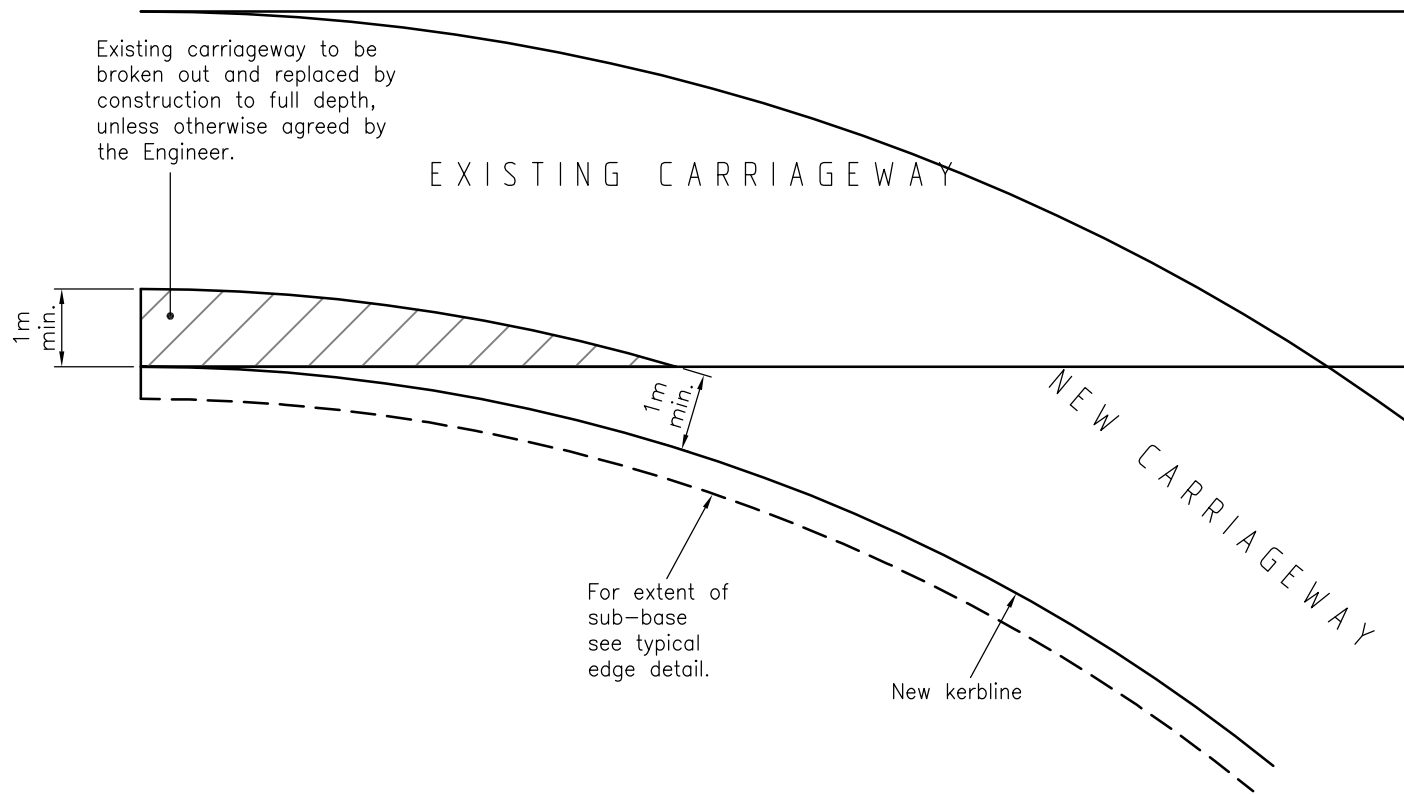 Existing carriageway to be
broken out and replaced by
construction to full depth,
unless otherwise agreed by
the Engineer.
EXISTING CARRIAGEWAY
1m
min.
1m
min.
NEW CARRIAGEWAY
For extent of
sub-base
see typical
edge detail.
New kerbline